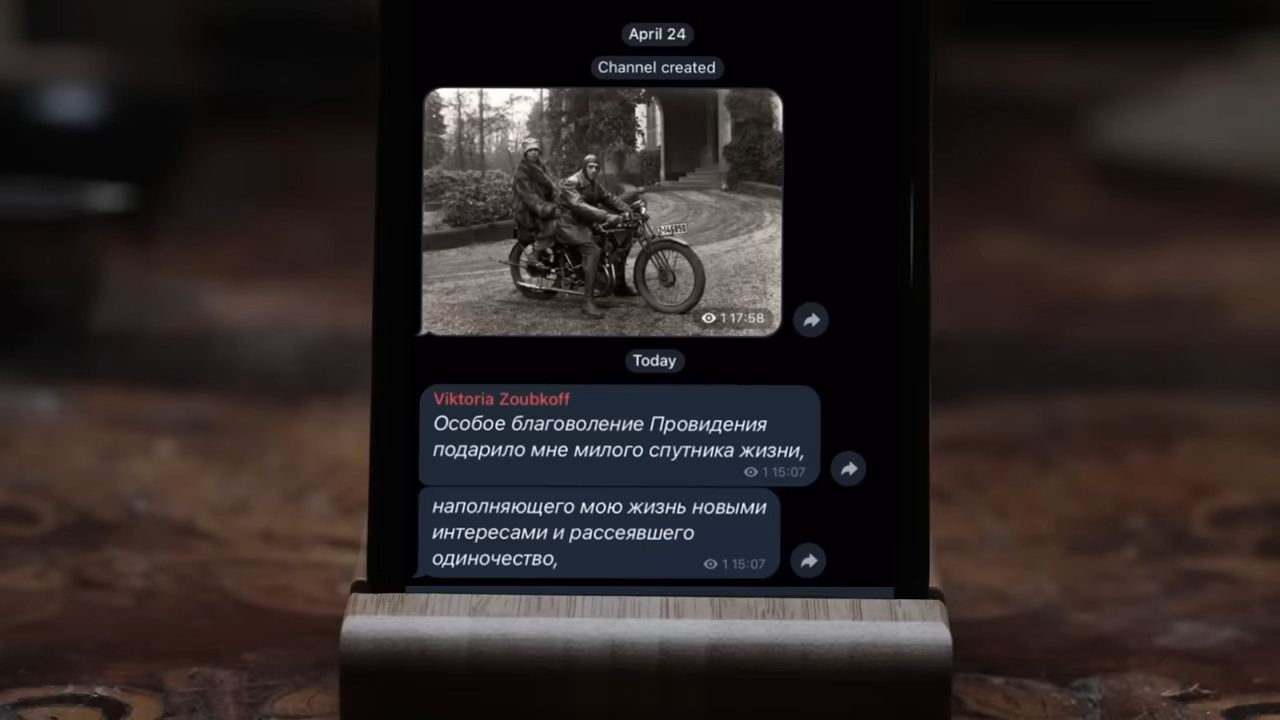 April 24
Channel created
1 17:58
Today
Viktoria Zoubkoff
Особое благоволение Провидения
подарило мне милого спутника жизни,
1 15:07
наполняющего мою жизнь новыми
интересами и рассеявшего
одиночество,
1 15:07